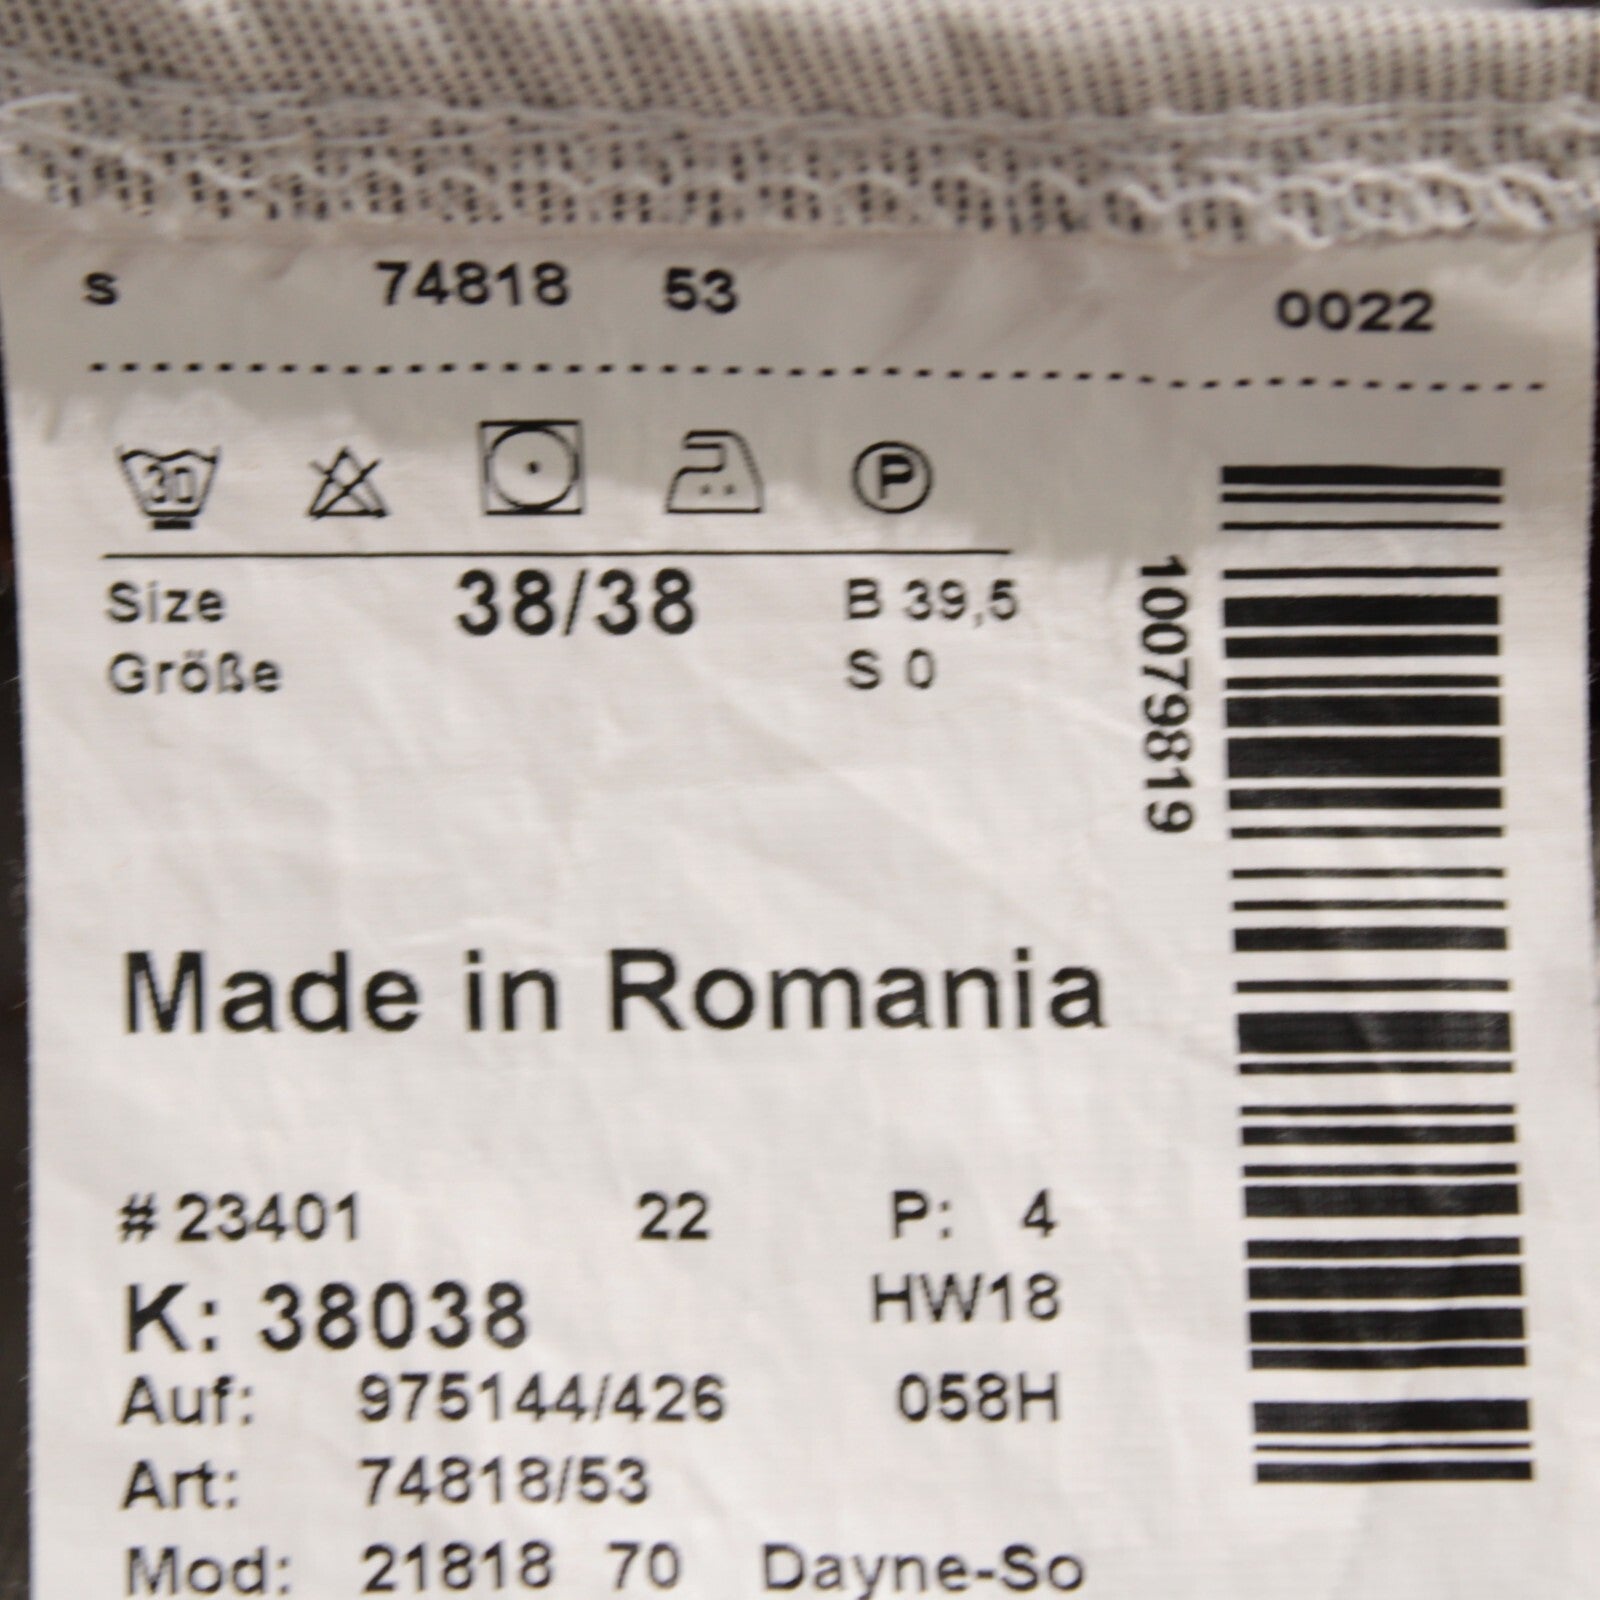 s 74818 53 0022
30 P
Size 38/38 B 39,5
Größe S 0
10079819
Made in Romania
# 23401 22 P: 4
K: 38038 HW18
Auf: 975144/426 058H
Art: 74818/53
Mod: 21818 70 Dayne-So